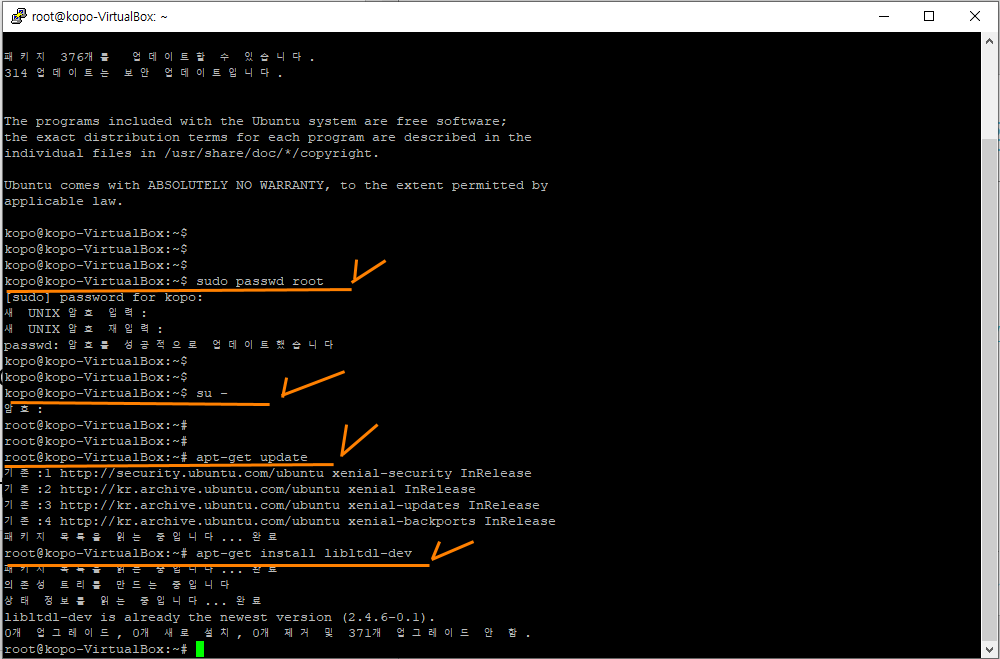 root@kopo-VirtualBox: ~
패키지 376개를 업데이트할 수 있습니다.
314 업데이트는 보안 업데이트입니다.
The programs included with the Ubuntu system are free software;
the exact distribution terms for each program are described in the
individual files in /usr/share/doc/*/copyright.
Ubuntu comes with ABSOLUTELY NO WARRANTY, to the extent permitted by
applicable law.
kopo@kopo-VirtualBox:~$
kopo@kopo-VirtualBox:~$
kopo@kopo-VirtualBox:~$
kopo@kopo-VirtualBox:~$ sudo passwd root
[sudo] password for kopo:
새 UNIX 암호 입력:
새 UNIX 암호 재입력:
passwd: 암호를 성공적으로 업데이트했습니다
kopo@kopo-VirtualBox:~$
kopo@kopo-VirtualBox:~$
kopo@kopo-VirtualBox:~$ su -
암호:
root@kopo-VirtualBox:~#
root@kopo-VirtualBox:~#
root@kopo-VirtualBox:~# apt-get update
기존:1 http://security.ubuntu.com/ubuntu xenial-security InRelease
기존:2 http://kr.archive.ubuntu.com/ubuntu xenial InRelease
기존:3 http://kr.archive.ubuntu.com/ubuntu xenial-updates InRelease
기존:4 http://kr.archive.ubuntu.com/ubuntu xenial-backports InRelease
패키지 목록을 읽는 중입니다... 완료
root@kopo-VirtualBox:~# apt-get install libltdl-dev
패키지 목록을 읽는 중입니다... 완료
의존성 트리를 만드는 중입니다
상태 정보를 읽는 중입니다... 완료
libltdl-dev is already the newest version (2.4.6-0.1).
0개 업그레이드, 0개 새로 설치, 0개 제거 및 371개 업그레이드 안 함.
root@kopo-VirtualBox:~#